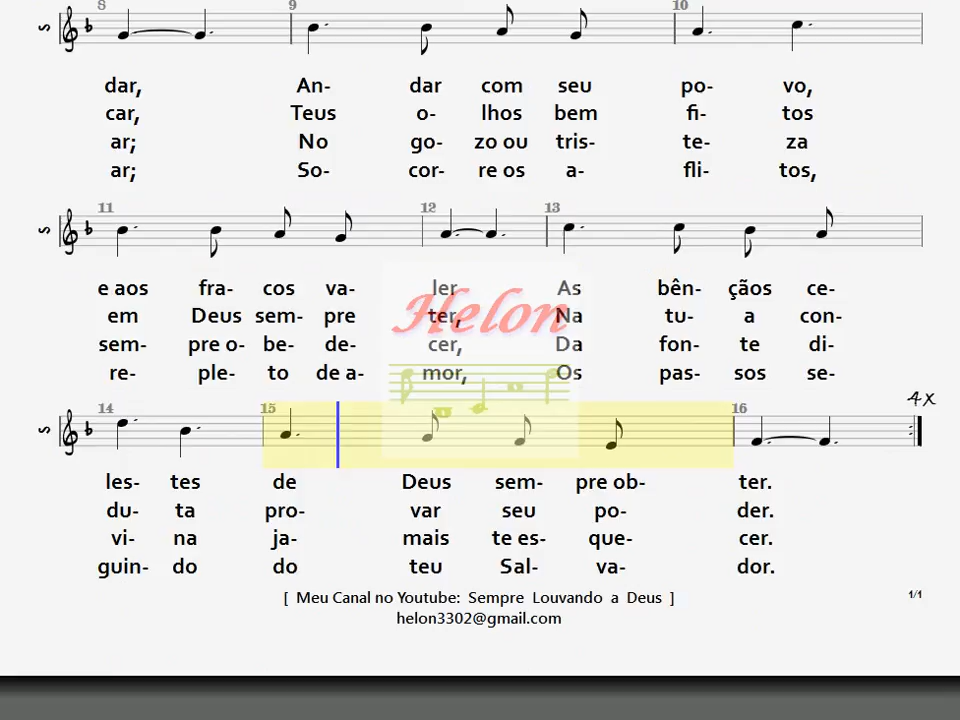 8 9 10
S
dar, An- dar com seu po- vo,
car, Teus o- lhos bem fi- tos
ar; No go- zo ou tris- te- za
ar; So- cor- re os a- fli- tos,
11 12 13
S
e aos fra- cos va- ler As bên- çãos ce-
em Deus sem- pre ter, Na tu- a con-
sem- pre o- be- de- cer, Da fon- te di-
re- ple- to de a- mor, Os pas- sos se-
Helon
14 15 16 4X
S
les- tes de Deus sem- pre ob- ter.
du- ta pro- var seu po- der.
vi- na ja- mais te es- que- cer.
guin- do do teu Sal- va- dor.
[ Meu Canal no Youtube: Sempre Louvando a Deus ] 1/1
helon3302@gmail.com